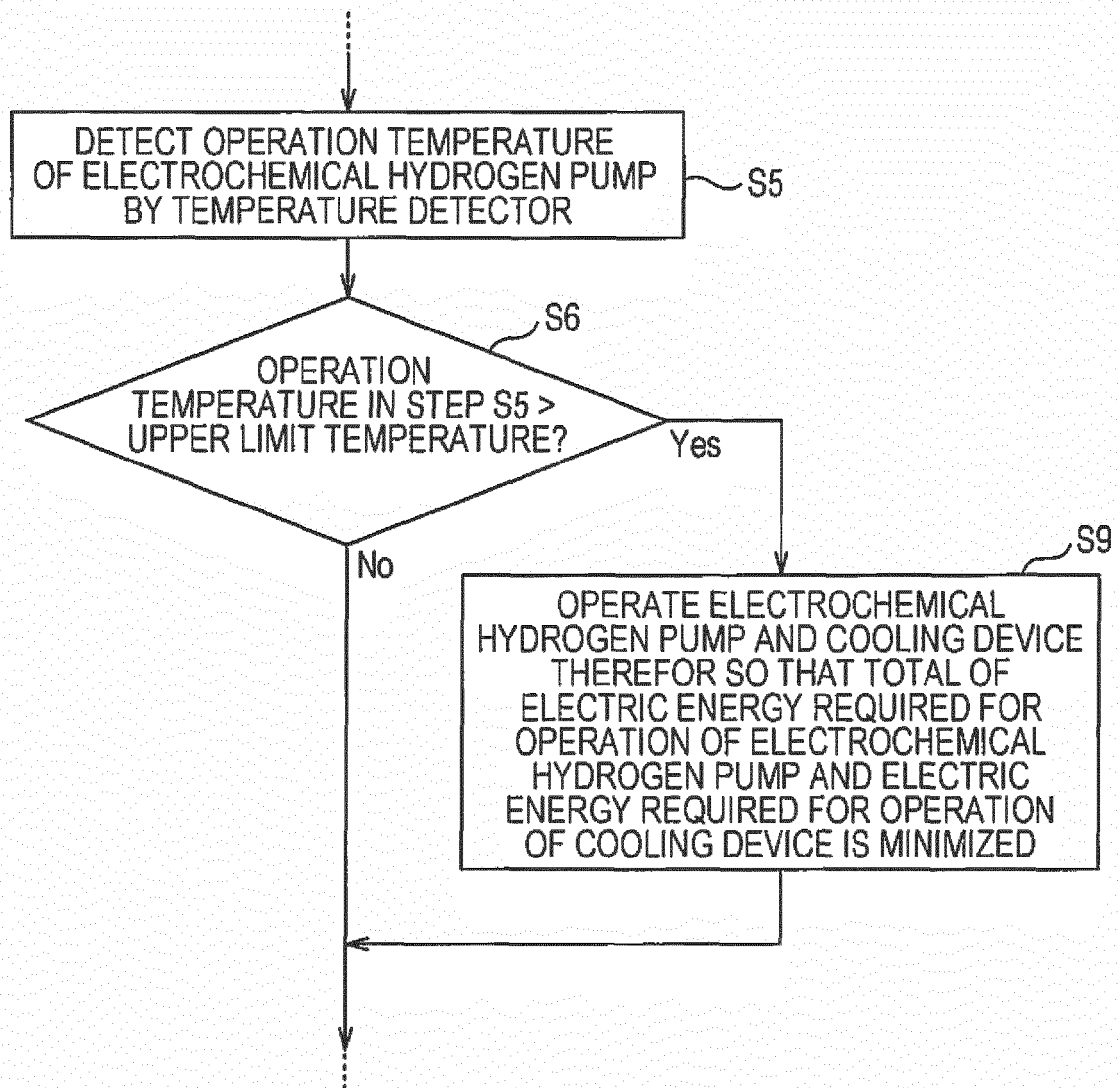 DETECT OPERATION TEMPERATURE
OF ELECTROCHEMICAL HYDROGEN PUMP
BY TEMPERATURE DETECTOR
S5
S6
OPERATION
TEMPERATURE IN STEP S5 >
UPPER LIMIT TEMPERATURE?
Yes
No
S9
OPERATE ELECTROCHEMICAL
HYDROGEN PUMP AND COOLING DEVICE
THEREFOR SO THAT TOTAL OF
ELECTRIC ENERGY REQUIRED FOR
OPERATION OF ELECTROCHEMICAL
HYDROGEN PUMP AND ELECTRIC
ENERGY REQUIRED FOR OPERATION
OF COOLING DEVICE IS MINIMIZED